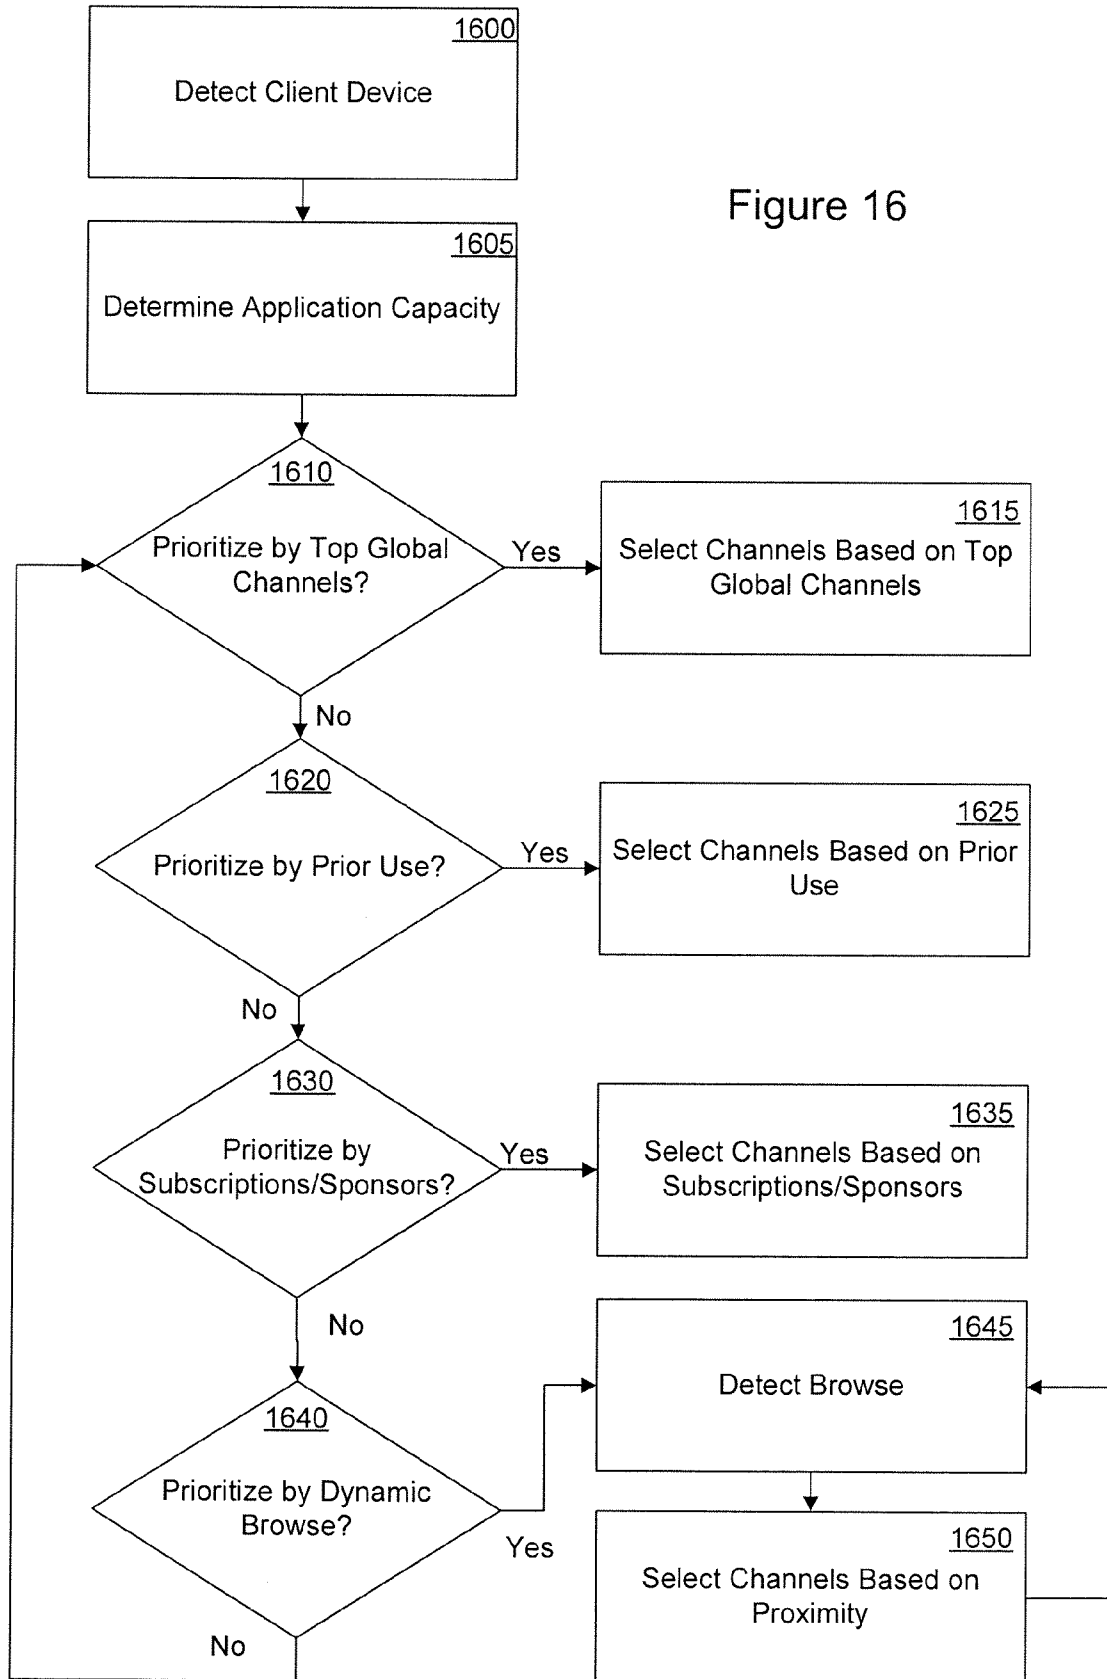 1600
Detect Client Device
Figure 16
1605
Determine Application Capacity
1610
Prioritize by Top Global
Channels?
Yes
1615
Select Channels Based on Top
Global Channels
No
1620
Prioritize by Prior Use?
Yes
1625
Select Channels Based on Prior
Use
No
1630
Prioritize by
Subscriptions/Sponsors?
Yes
1635
Select Channels Based on
Subscriptions/Sponsors
No
1645
Detect Browse
1640
Prioritize by Dynamic
Browse?
Yes
1650
Select Channels Based on
Proximity
No